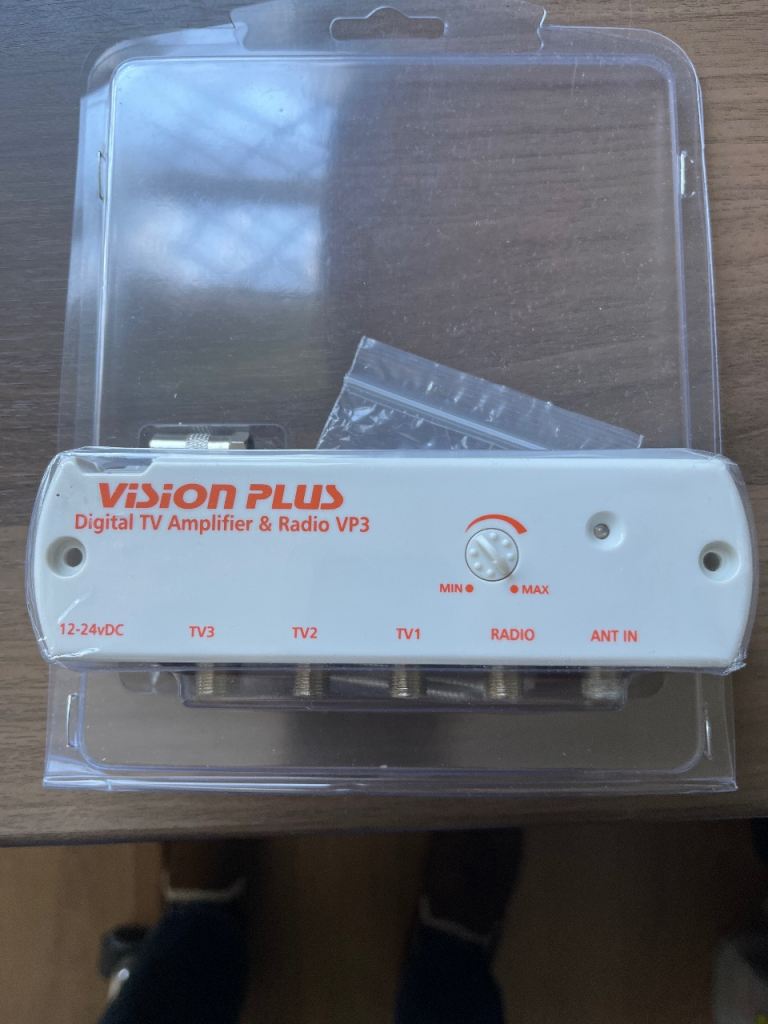 ViSiON PLUS
Digital TV Amplifier & Radio VP3
MIN
MAX
12-24vDC
TV3
TV2
TV1
RADIO
ANT IN